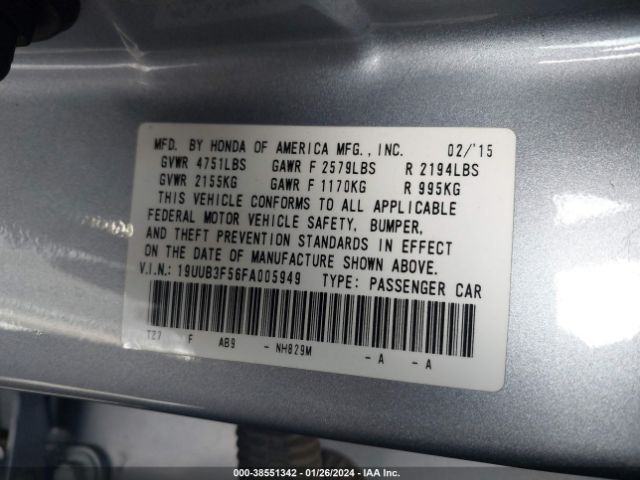 MFD. BY HONDA OF AMERICA MFG., INC. 02/'15
GVWR 4751LBS GAWR F 2579LBS R 2194LBS
GVWR 2155KG GAWR F 1170KG R 995KG
THIS VEHICLE CONFORMS TO ALL APPLICABLE
FEDERAL MOTOR VEHICLE SAFETY, BUMPER,
AND THEFT PREVENTION STANDARDS IN EFFECT
ON THE DATE OF MANUFACTURE SHOWN ABOVE.
V.I.N.: 19UUB3F56FA005949 TYPE: PASSENGER CAR
T27 F AB9 - NH829M - A - A
000-38551342 | 01/26/2024 | IAA Inc.